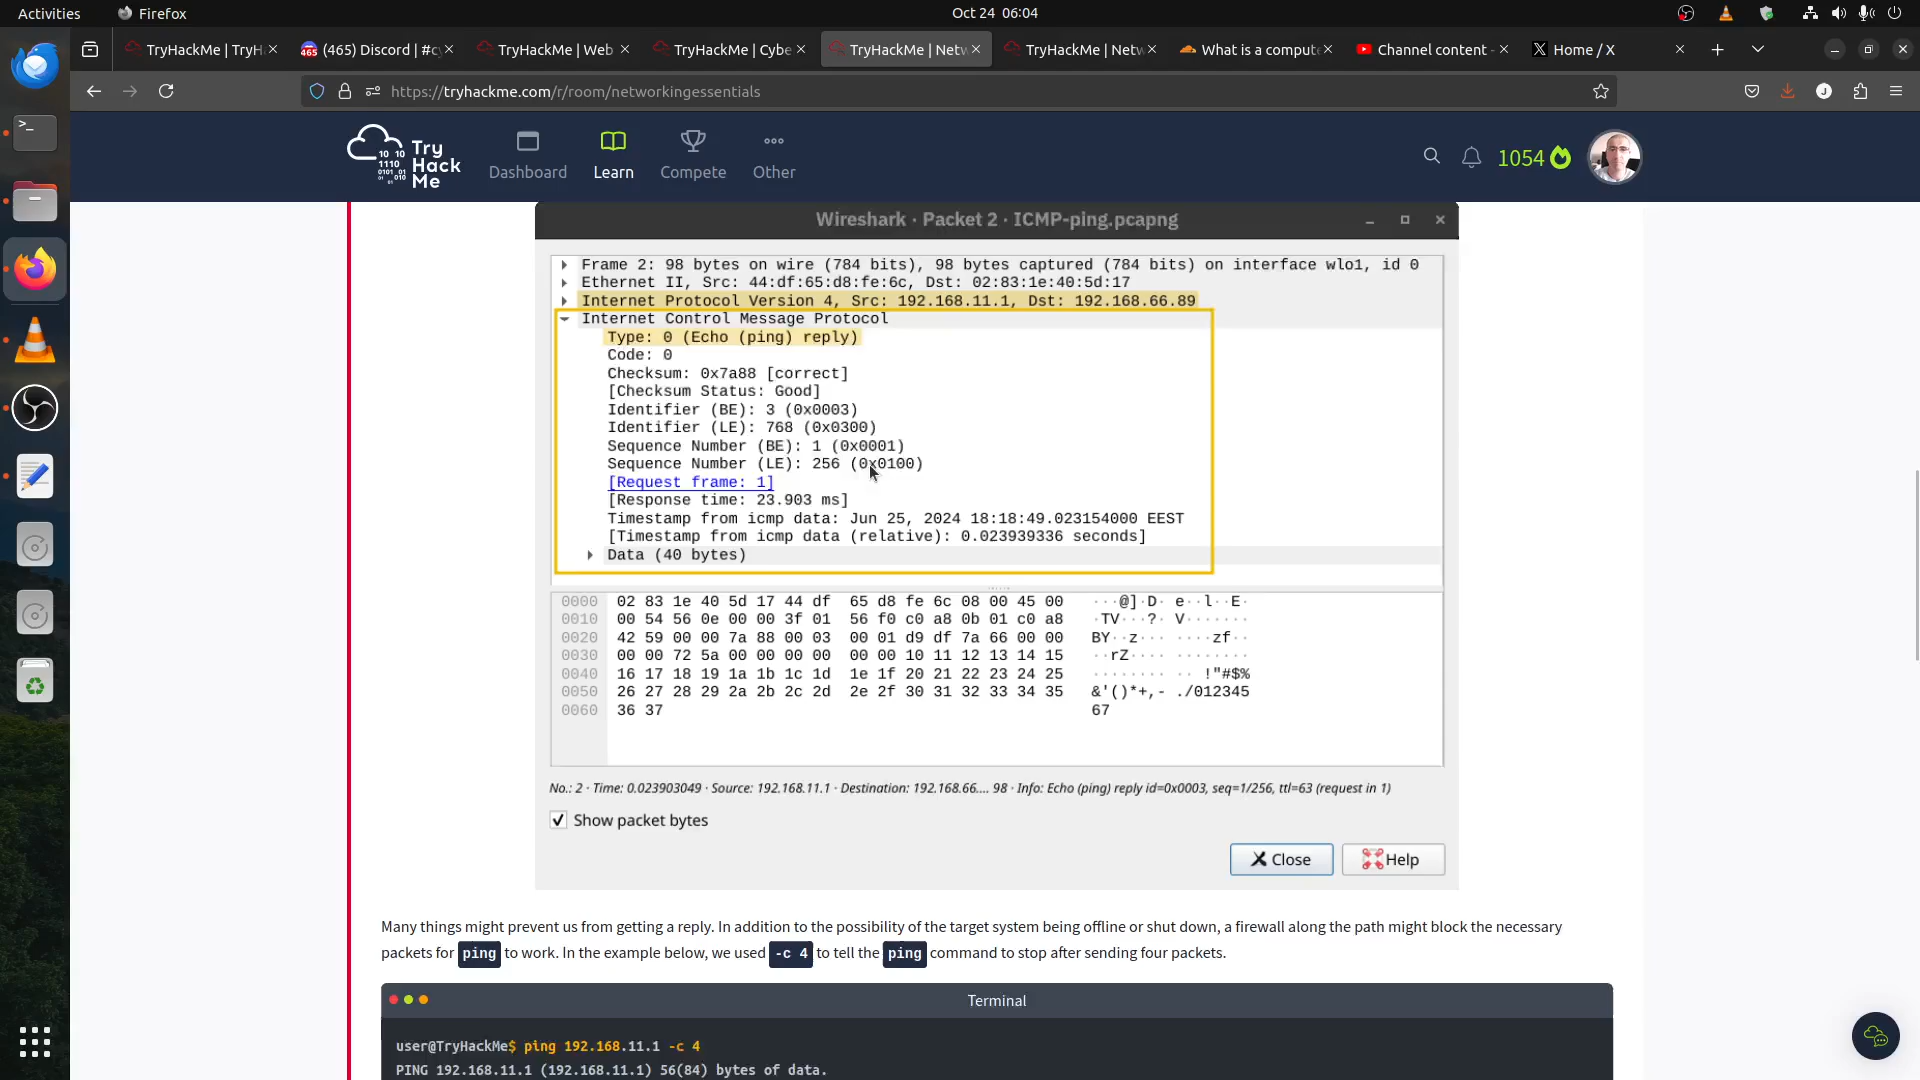 Activities
Firefox
Oct 24 06:04
TryHackMe | TryH
(465) Discord | #cy
TryHackMe | Web
TryHackMe | Cybe
TryHackMe | Netw
TryHackMe | Netw
What is a compute
Channel content -
Home / X
https://tryhackme.com/r/room/networkingessentials
J
Try
Hack
Me
Dashboard
Learn
Compete
Other
1054
Wireshark · Packet 2 · ICMP-ping.pcapng
Frame 2: 98 bytes on wire (784 bits), 98 bytes captured (784 bits) on interface wlo1, id 0
Ethernet II, Src: 44:df:65:d8:fe:6c, Dst: 02:83:1e:40:5d:17
Internet Protocol Version 4, Src: 192.168.11.1, Dst: 192.168.66.89
Internet Control Message Protocol
Type: 0 (Echo (ping) reply)
Code: 0
Checksum: 0x7a88 [correct]
[Checksum Status: Good]
Identifier (BE): 3 (0x0003)
Identifier (LE): 768 (0x0300)
Sequence Number (BE): 1 (0x0001)
Sequence Number (LE): 256 (0x0100)
[Request frame: 1]
[Response time: 23.903 ms]
Timestamp from icmp data: Jun 25, 2024 18:18:49.023154000 EEST
[Timestamp from icmp data (relative): 0.023939336 seconds]
Data (40 bytes)
0000 02 83 1e 40 5d 17 44 df 65 d8 fe 6c 08 00 45 00 ···@]·D· e··l··E·
0010 00 54 56 0e 00 00 3f 01 56 f0 c0 a8 0b 01 c0 a8 ·TV···?· V·······
0020 42 59 00 00 7a 88 00 03 00 01 d9 df 7a 66 00 00 BY··z··· ····zf··
0030 00 00 72 5a 00 00 00 00 00 00 10 11 12 13 14 15 ··rZ···· ········
0040 16 17 18 19 1a 1b 1c 1d 1e 1f 20 21 22 23 24 25 ········ ·· !"#$%
0050 26 27 28 29 2a 2b 2c 2d 2e 2f 30 31 32 33 34 35 &'()*+,- ./012345
0060 36 37 67
No.: 2 · Time: 0.023903049 · Source: 192.168.11.1 · Destination: 192.168.66.... 98 · Info: Echo (ping) reply id=0x0003, seq=1/256, ttl=63 (request in 1)
Show packet bytes
Close
Help
Many things might prevent us from getting a reply. In addition to the possibility of the target system being offline or shut down, a firewall along the path might block the necessary
packets for ping to work. In the example below, we used -c 4 to tell the ping command to stop after sending four packets.
Terminal
user@TryHackMe$ ping 192.168.11.1 -c 4
PING 192.168.11.1 (192.168.11.1) 56(84) bytes of data.